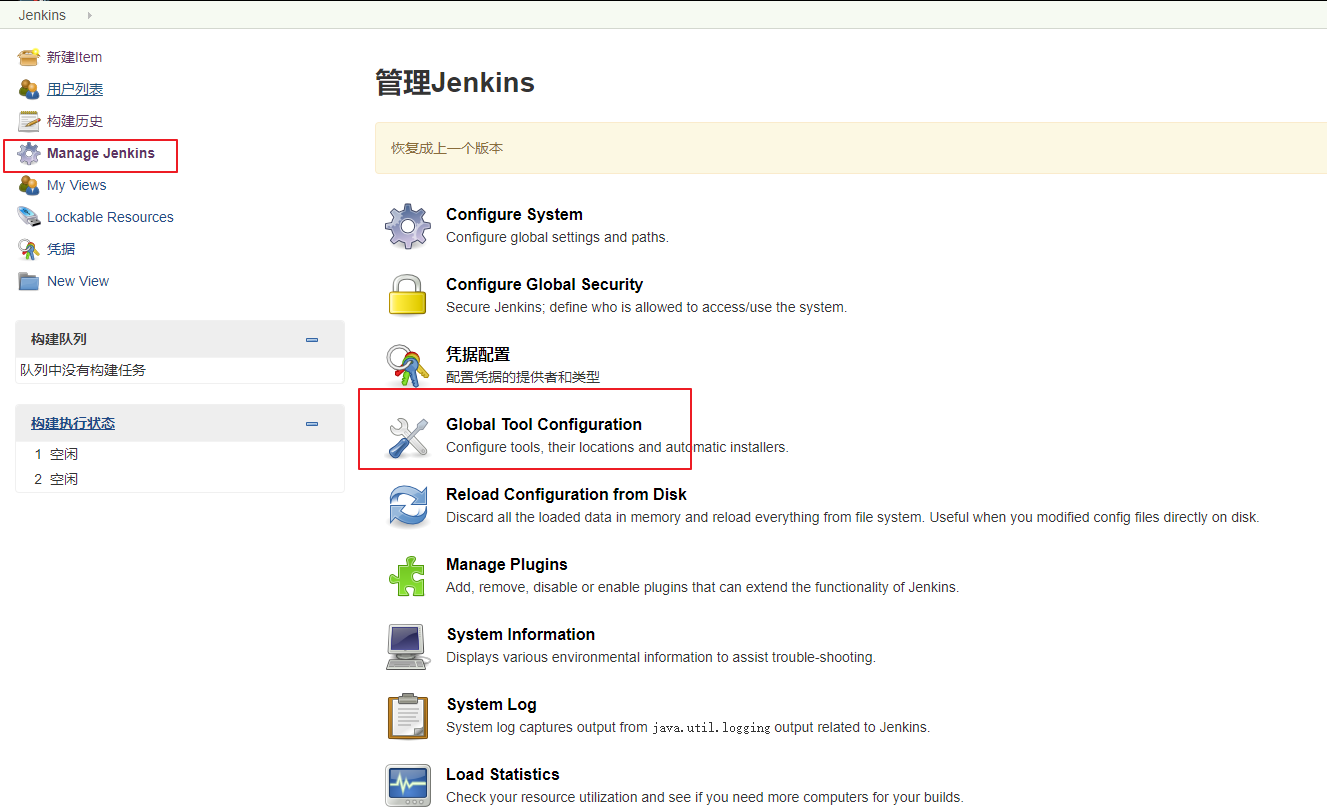 Jenkins
新建Item
用户列表
构建历史
Manage Jenkins
My Views
Lockable Resources
凭据
New View
构建队列
队列中没有构建任务
构建执行状态
1 空闲
2 空闲
管理Jenkins
恢复成上一个版本
Configure System
Configure global settings and paths.
Configure Global Security
Secure Jenkins; define who is allowed to access/use the system.
凭据配置
配置凭据的提供者和类型
Global Tool Configuration
Configure tools, their locations and automatic installers.
Reload Configuration from Disk
Discard all the loaded data in memory and reload everything from file system. Useful when you modified config files directly on disk.
Manage Plugins
Add, remove, disable or enable plugins that can extend the functionality of Jenkins.
System Information
Displays various environmental information to assist trouble-shooting.
System Log
System log captures output from java.util.logging output related to Jenkins.
Load Statistics
Check your resource utilization and see if you need more computers for your builds.